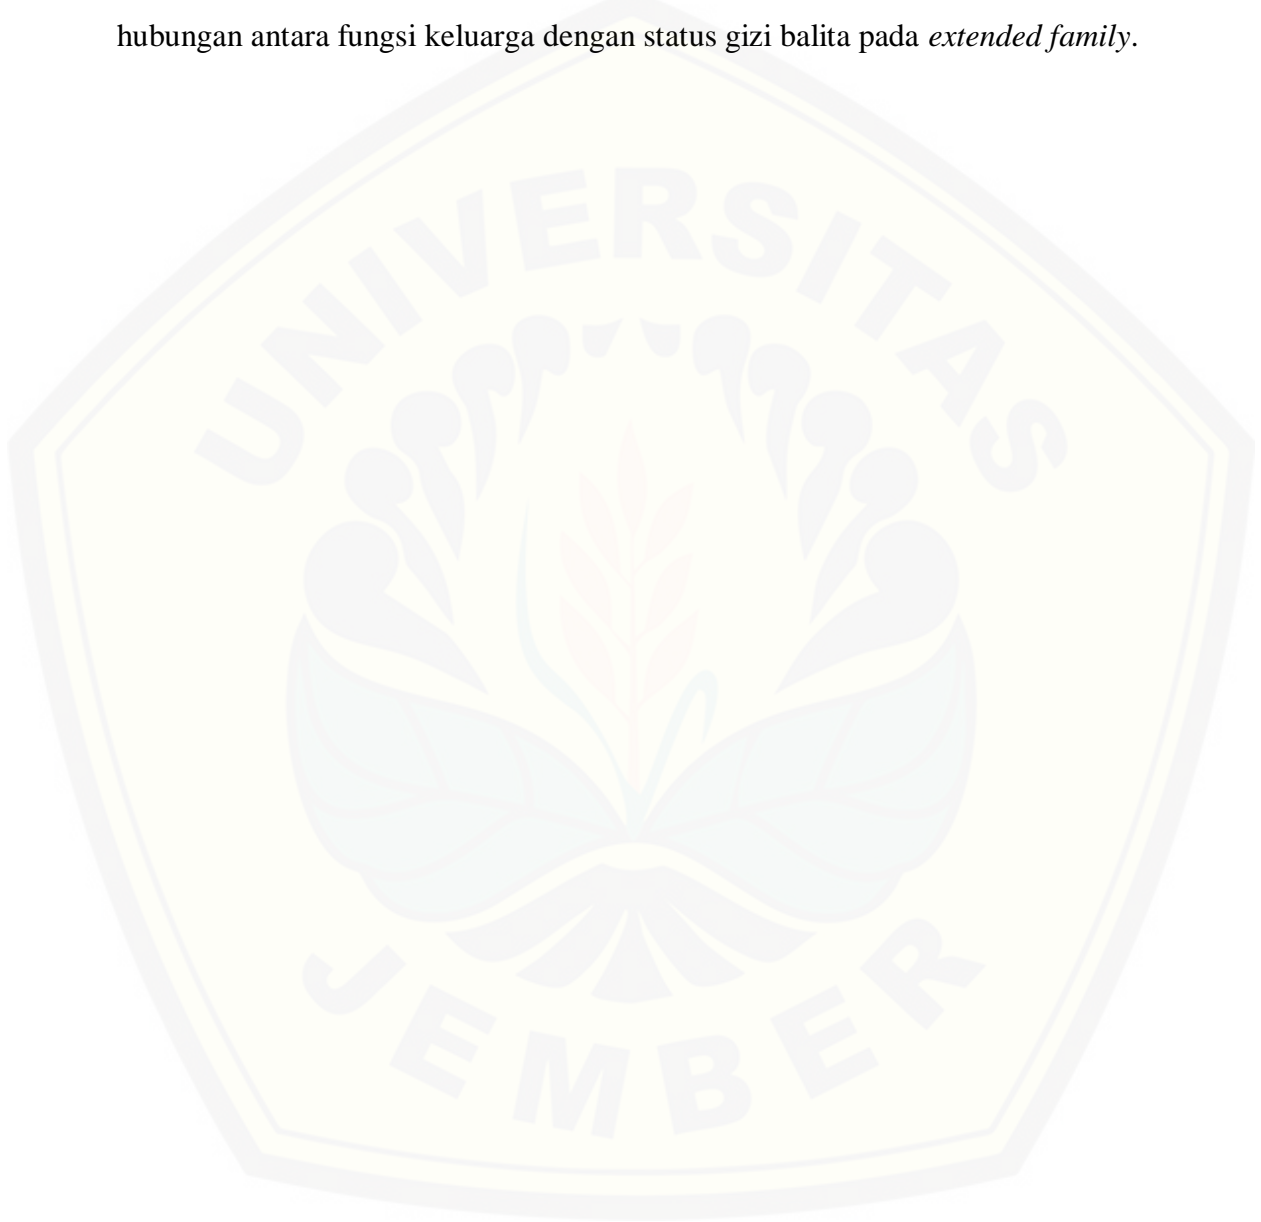 hubungan antara fungsi keluarga dengan status gizi balita pada extended family.
UNIVERSITAS
JEMBER